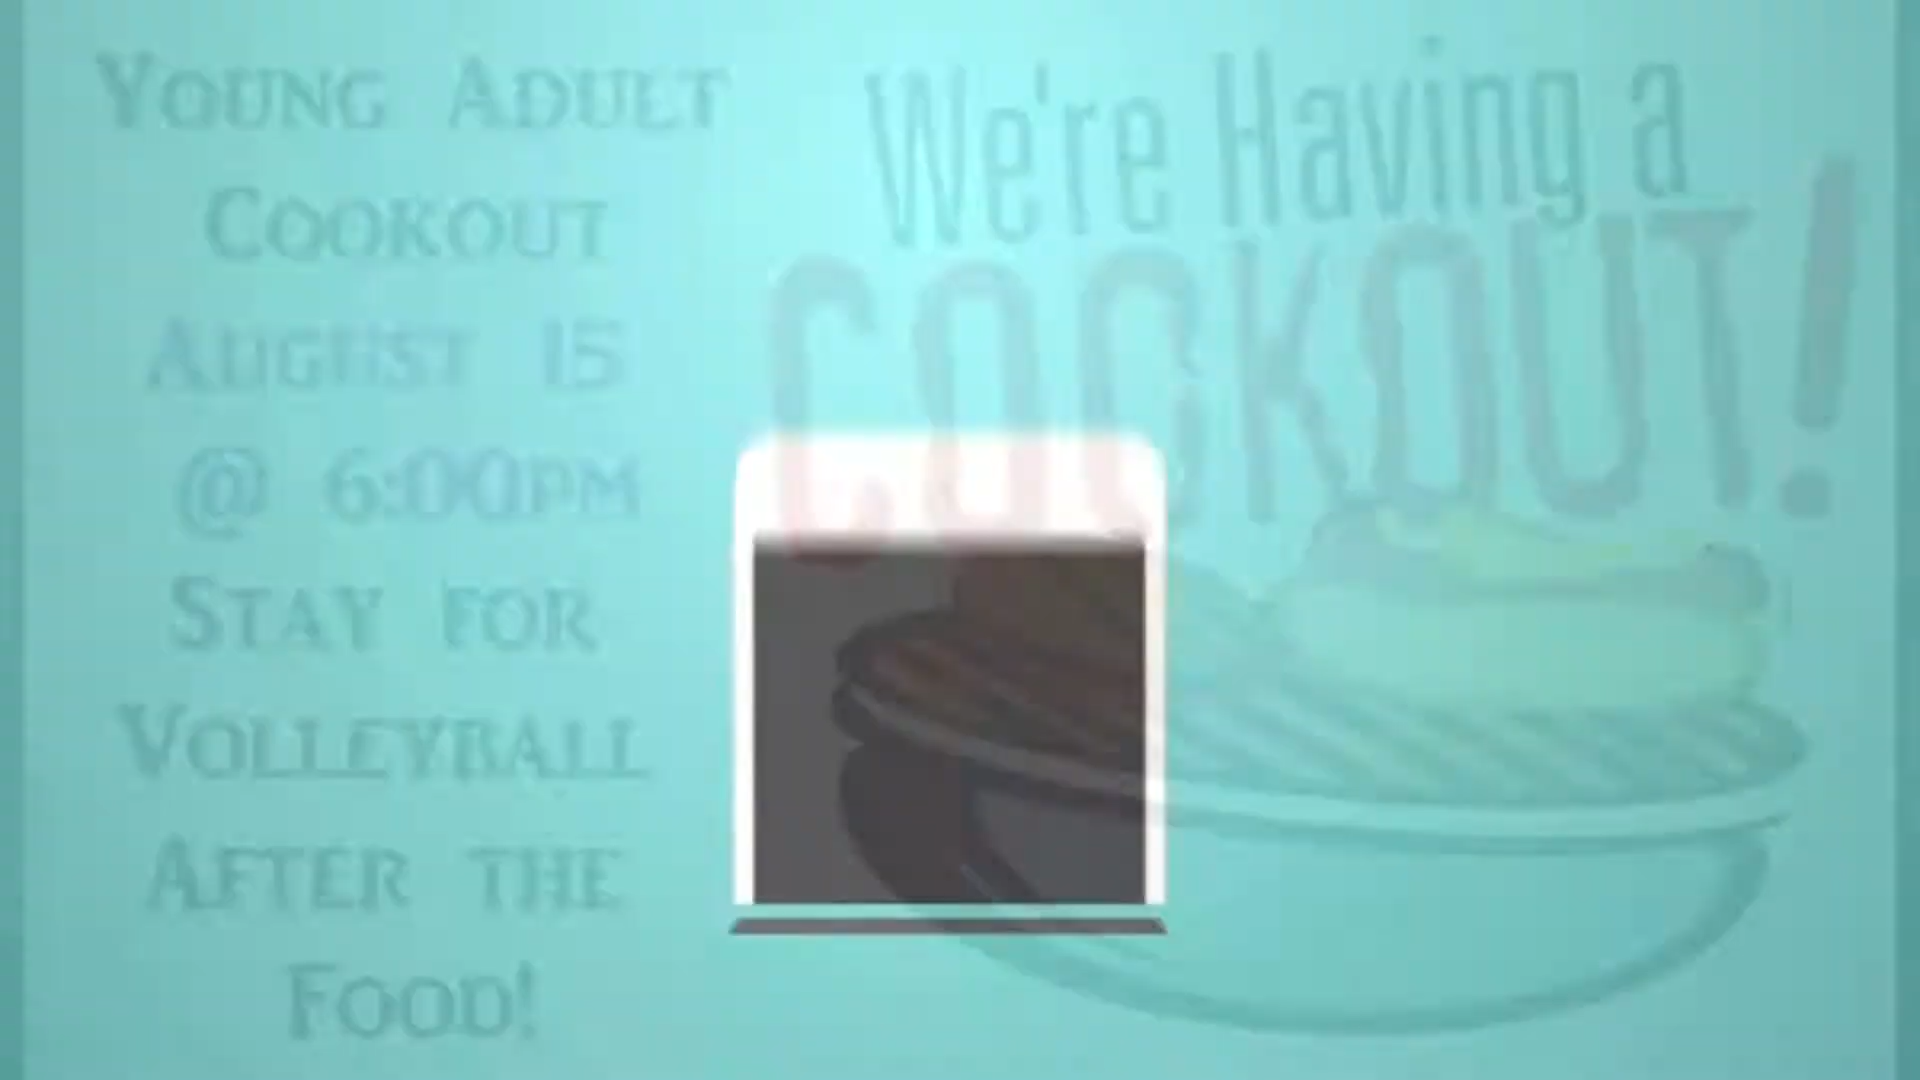 Young Adult
Cookout
August 15
@ 6:00pm
Stay for
Volleyball
After the
Food!
We're Having a
COOKOUT!